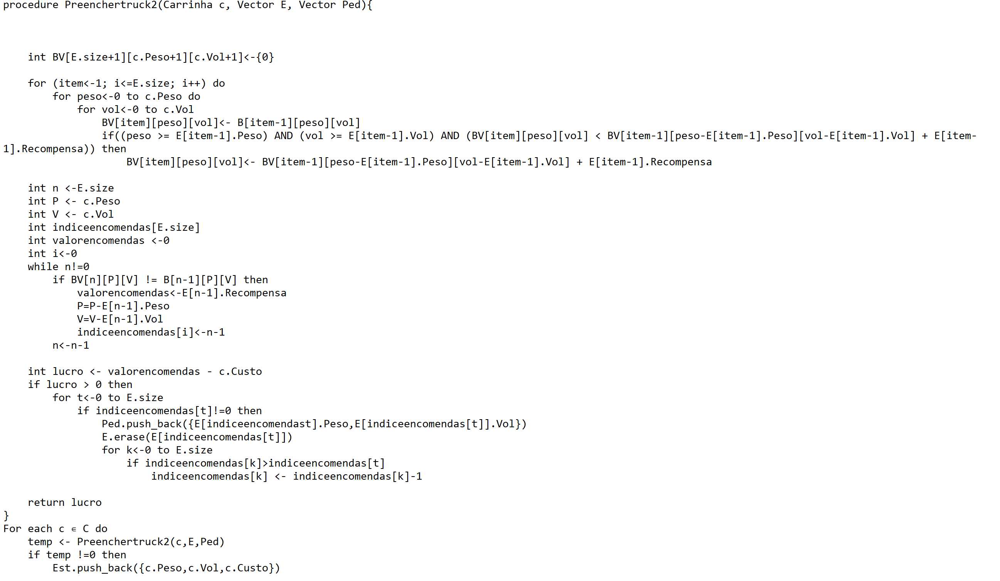 procedure Preenchertruck2(Carrinha c, Vector E, Vector Ped){
    int BV[E.size+1][c.Peso+1][c.Vol+1]<-{0}
    for (item<-1; i<=E.size; i++) do
        for peso<-0 to c.Peso do
            for vol<-0 to c.Vol
                BV[item][peso][vol]<- B[item-1][peso][vol]
                if((peso >= E[item-1].Peso) AND (vol >= E[item-1].Vol) AND (BV[item][peso][vol] < BV[item-1][peso-E[item-1].Peso][vol-E[item-1].Vol] + E[item-
1].Recompensa)) then
                    BV[item][peso][vol]<- BV[item-1][peso-E[item-1].Peso][vol-E[item-1].Vol] + E[item-1].Recompensa
    int n <-E.size
    int P <- c.Peso
    int V <- c.Vol
    int indiceencomendas[E.size]
    int valorencomendas <-0
    int i<-0
    while n!=0
        if BV[n][P][V] != B[n-1][P][V] then
            valorencomendas<-E[n-1].Recompensa
            P=P-E[n-1].Peso
            V=V-E[n-1].Vol
            indiceencomendas[i]<-n-1
        n<-n-1
    int lucro <- valorencomendas - c.Custo
    if lucro > 0 then
        for t<-0 to E.size
            if indiceencomendas[t]!=0 then
                Ped.push_back({E[indiceencomendast].Peso,E[indiceencomendas[t]].Vol})
                E.erase(E[indiceencomendas[t]])
                for k<-0 to E.size
                    if indiceencomendas[k]>indiceencomendas[t]
                        indiceencomendas[k] <- indiceencomendas[k]-1
    return lucro
}
For each c ∈ C do
    temp <- Preenchertruck2(c,E,Ped)
    if temp !=0 then
        Est.push_back({c.Peso,c.Vol,c.Custo})